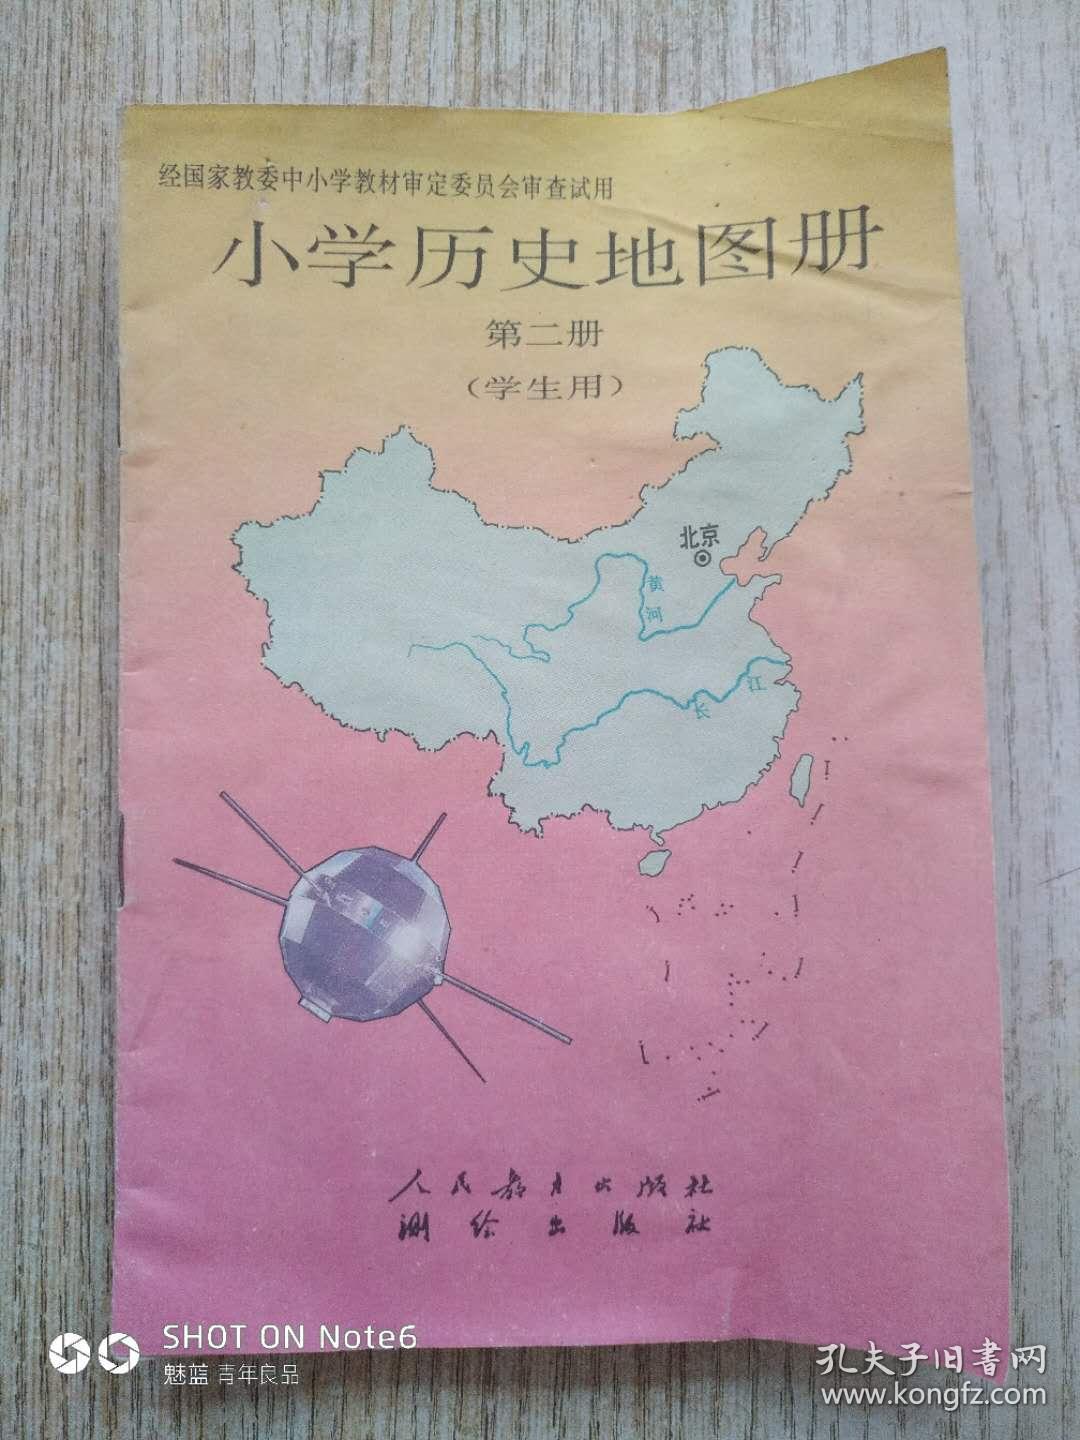 经国家教委中小学教材审定委员会审查试用
小学历史地图册
第二册
（学生用）
北京
黄河
长江
人民教育出版社
测绘出版社
SHOT ON Note6
魅蓝 青年良品
孔夫子旧书网
www.kongfz.com